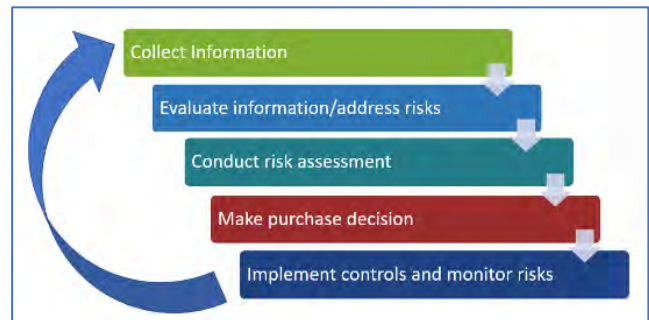 Collect Information
Evaluate information/address risks
Conduct risk assessment
Make purchase decision
Implement controls and monitor risks